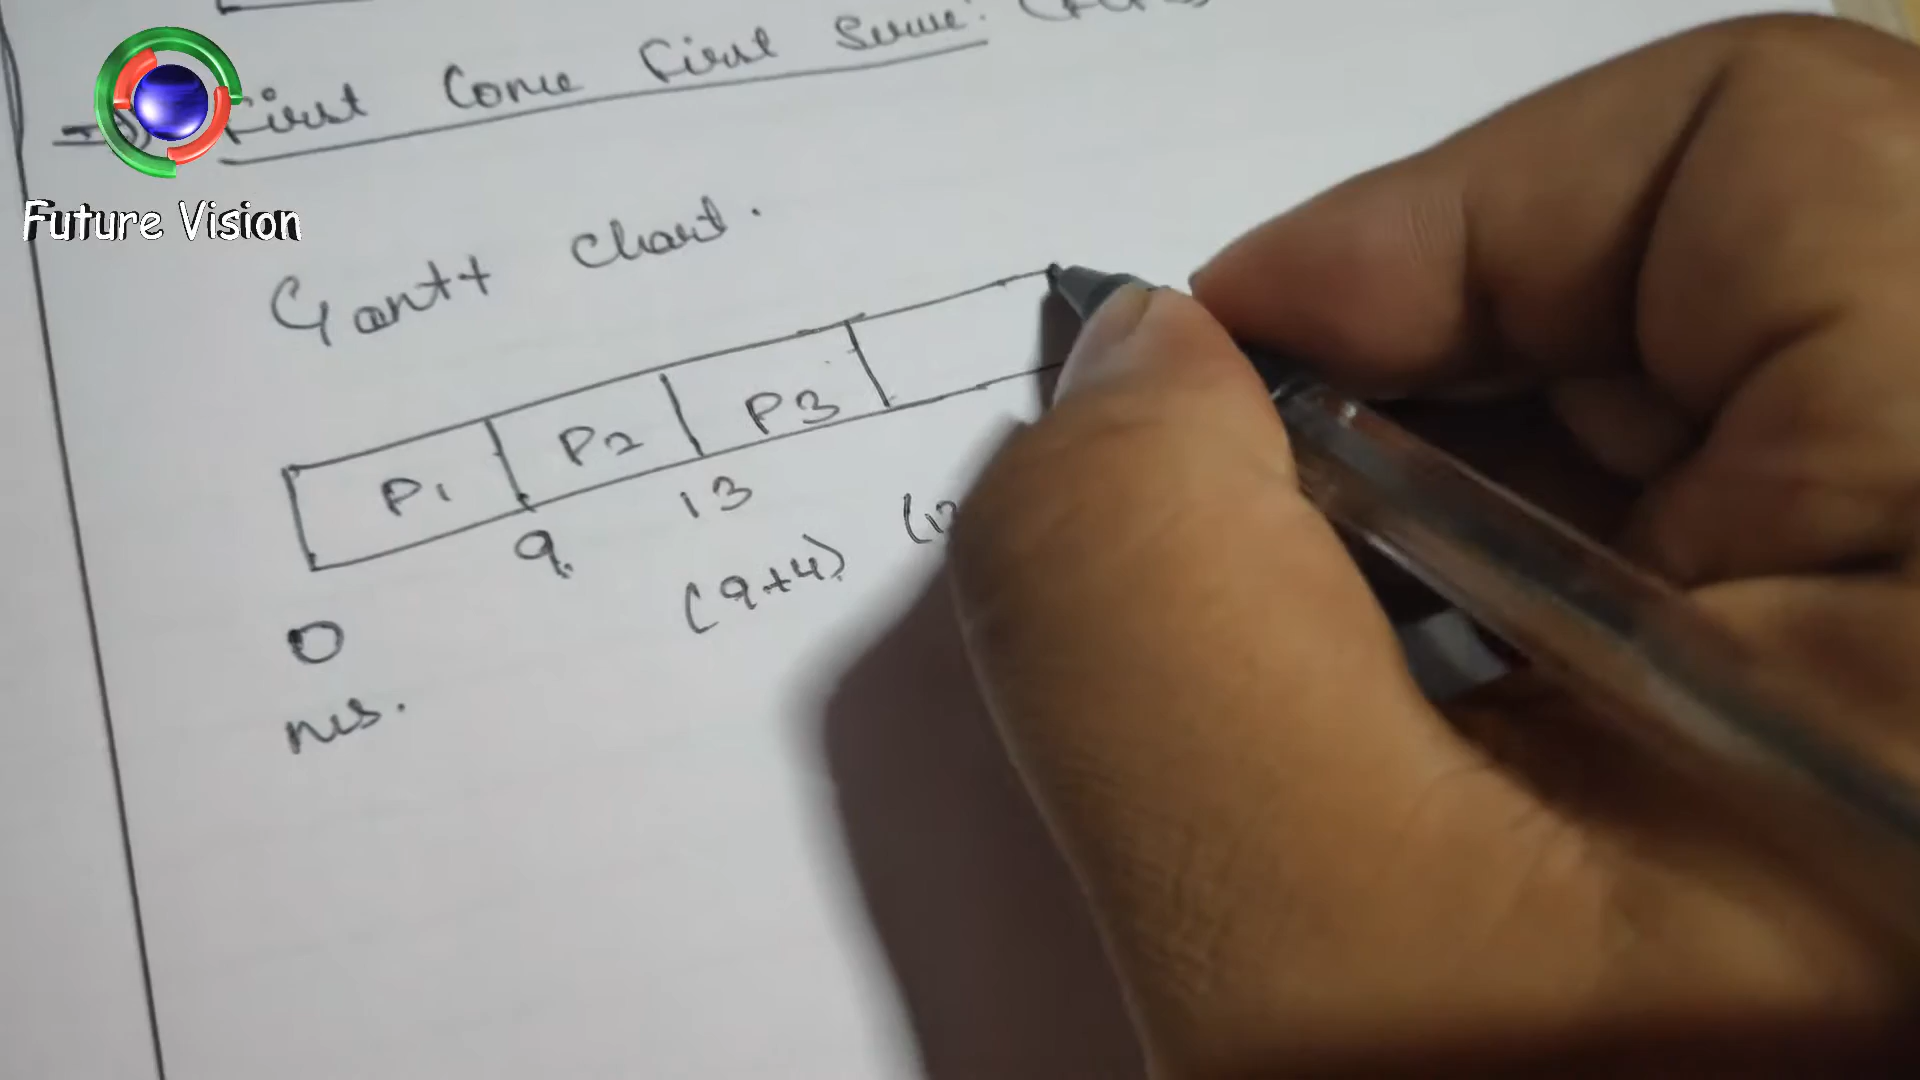 First Come First Serve:
Future Vision
Gantt Chart.
P1 P2 P3
9. 13
(9+4)
0
ms.